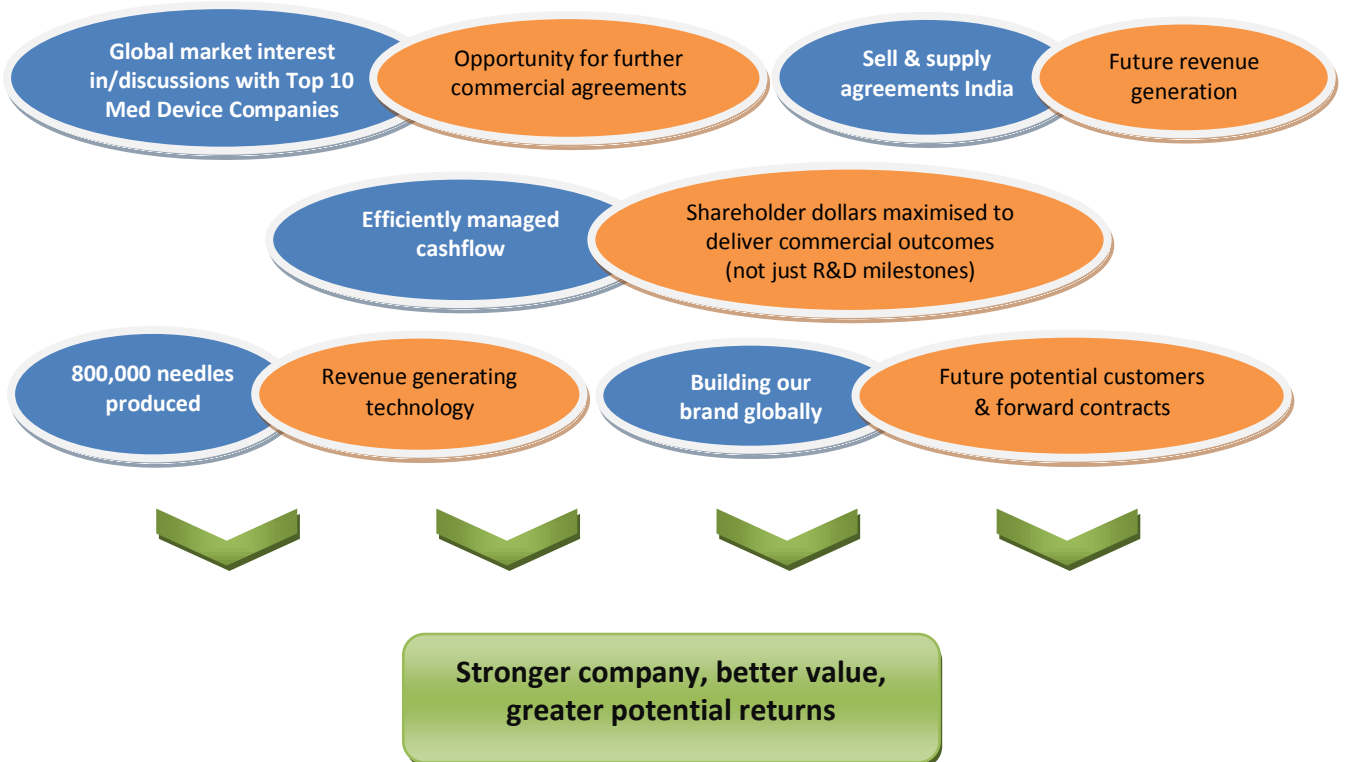 Global market interest
in/discussions with Top 10
Med Device Companies
Opportunity for further
commercial agreements
Sell & supply
agreements India
Future revenue
generation
Efficiently managed
cashflow
Shareholder dollars maximised to
deliver commercial outcomes
(not just R&D milestones)
800,000 needles
produced
Revenue generating
technology
Building our
brand globally
Future potential customers
& forward contracts
Stronger company, better value,
greater potential returns